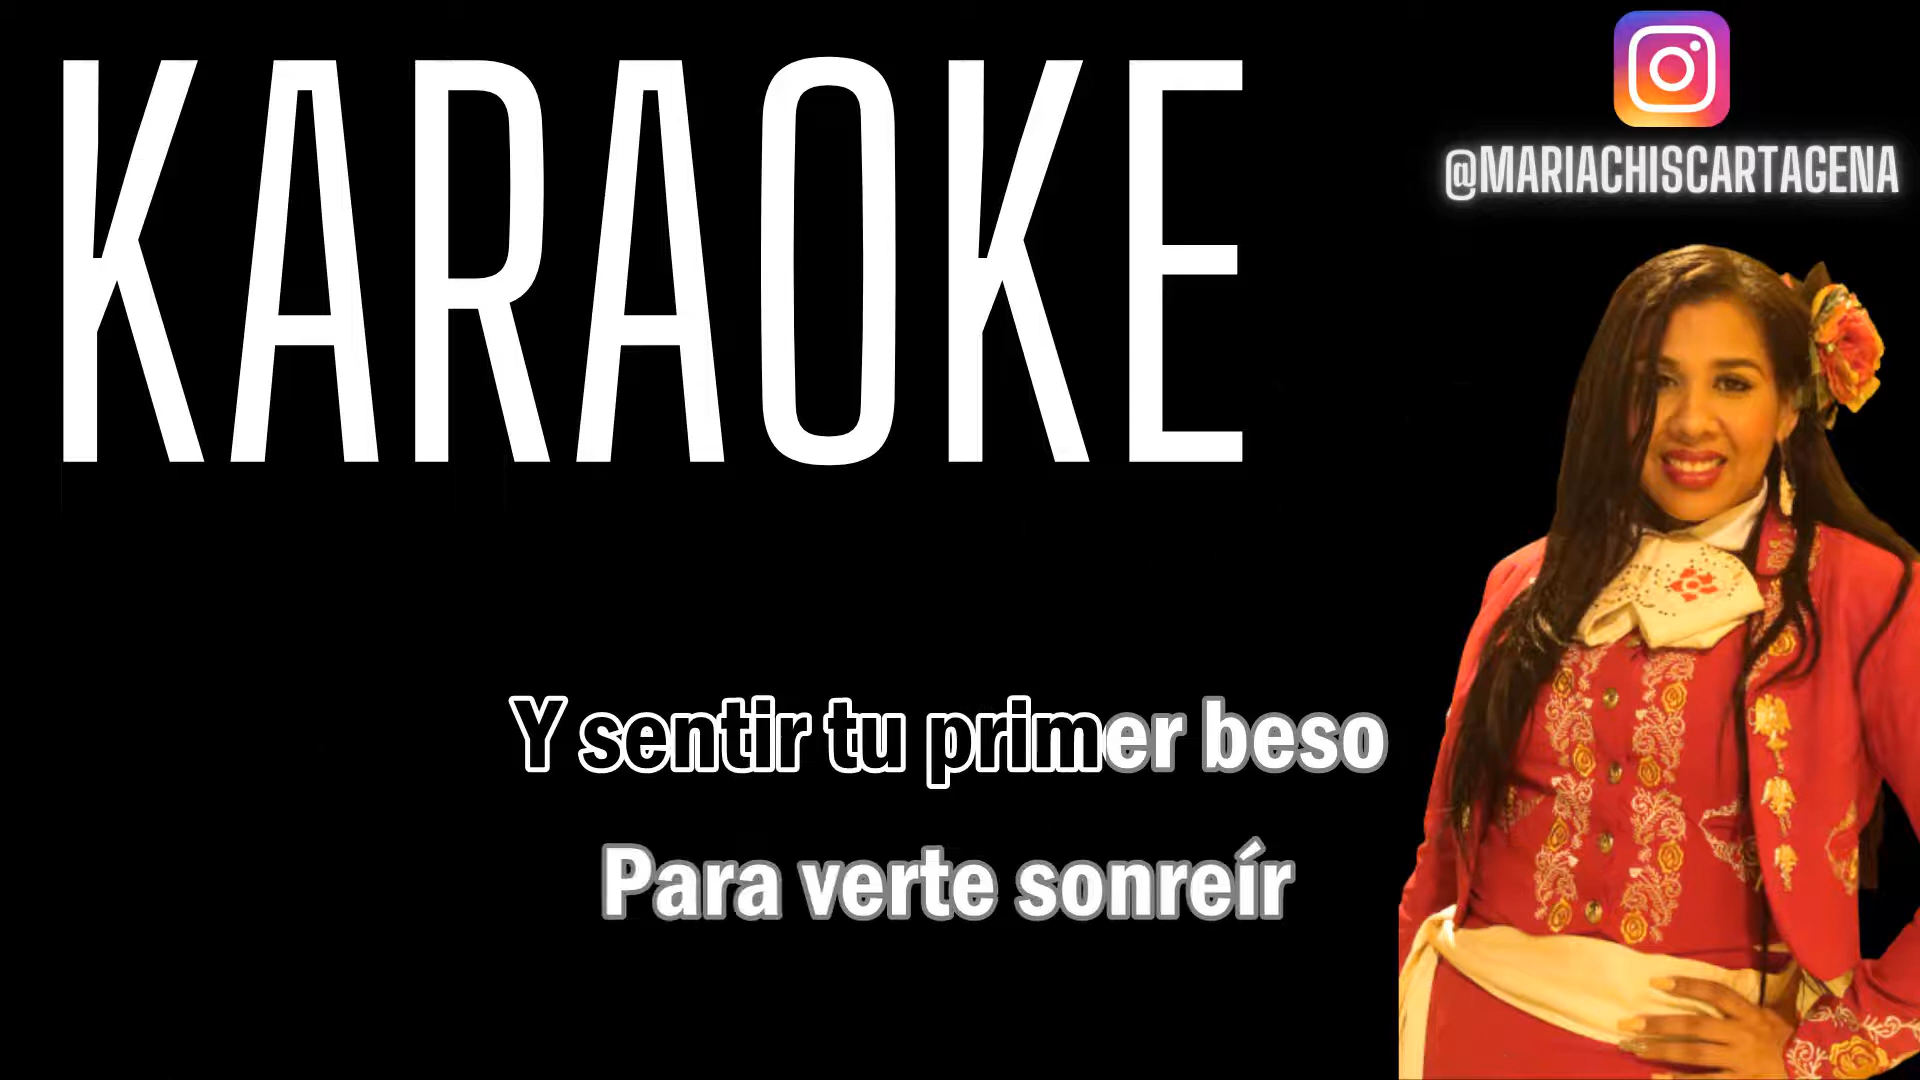 KARAOKE
@MARIACHISCARTAGENA
Y sentir tu primer beso
Para verte sonreír